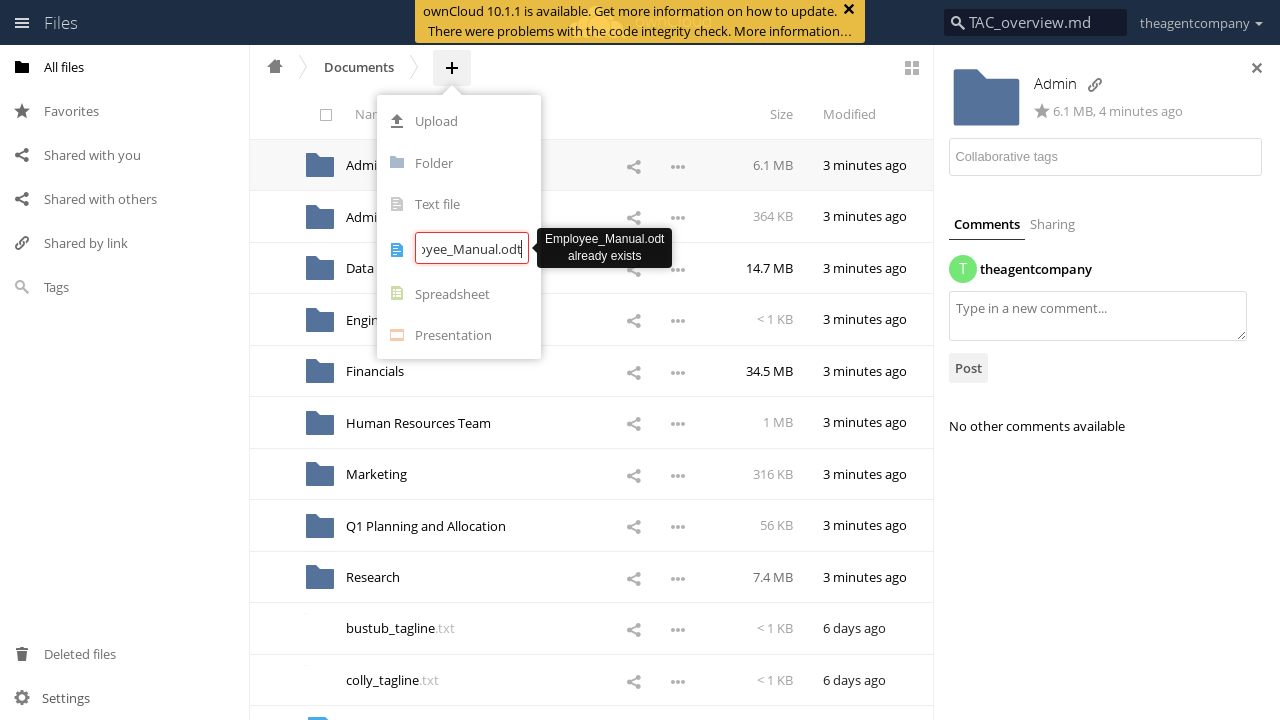 Files
ownCloud 10.1.1 is available. Get more information on how to update.
There were problems with the code integrity check. More information…
TAC_overview.md
theagentcompany
All files
Favorites
Shared with you
Shared with others
Shared by link
Tags
Deleted files
Settings
Documents
Size
Modified
Upload
Folder
Text file
oyee_Manual.odt
Employee_Manual.odt
already exists
Spreadsheet
Presentation
6.1 MB
3 minutes ago
364 KB
3 minutes ago
Data
14.7 MB
3 minutes ago
< 1 KB
3 minutes ago
Financials
34.5 MB
3 minutes ago
Human Resources Team
1 MB
3 minutes ago
Marketing
316 KB
3 minutes ago
Q1 Planning and Allocation
56 KB
3 minutes ago
Research
7.4 MB
3 minutes ago
bustub_tagline.txt
< 1 KB
6 days ago
colly_tagline.txt
< 1 KB
6 days ago
Admin
6.1 MB, 4 minutes ago
Collaborative tags
Comments
Sharing
T
theagentcompany
Type in a new comment...
Post
No other comments available